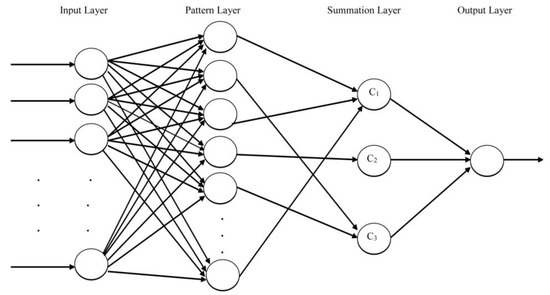 Input Layer Pattern Layer Summation Layer Output Layer
C1
C2
C3